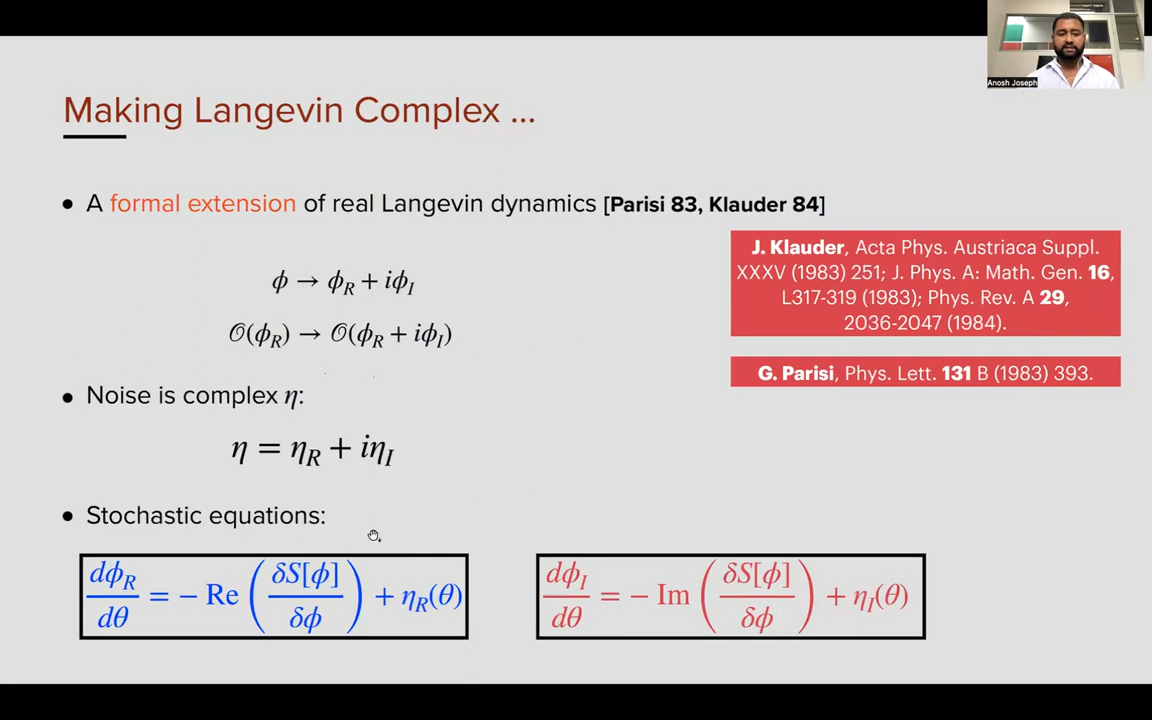 Anosh Joseph
Making Langevin Complex ...
• A formal extension of real Langevin dynamics [Parisi 83, Klauder 84]
ϕ → ϕ_R + iϕ_I
𝒪(ϕ_R) → 𝒪(ϕ_R + iϕ_I)
J. Klauder, Acta Phys. Austriaca Suppl.
XXXV (1983) 251; J. Phys. A: Math. Gen. 16,
L317-319 (1983); Phys. Rev. A 29,
2036-2047 (1984).
G. Parisi, Phys. Lett. 131 B (1983) 393.
• Noise is complex η:
η = η_R + iη_I
• Stochastic equations:
dϕ_R/dθ = − Re (δS[ϕ]/δϕ) + η_R(θ)
dϕ_I/dθ = − Im (δS[ϕ]/δϕ) + η_I(θ)